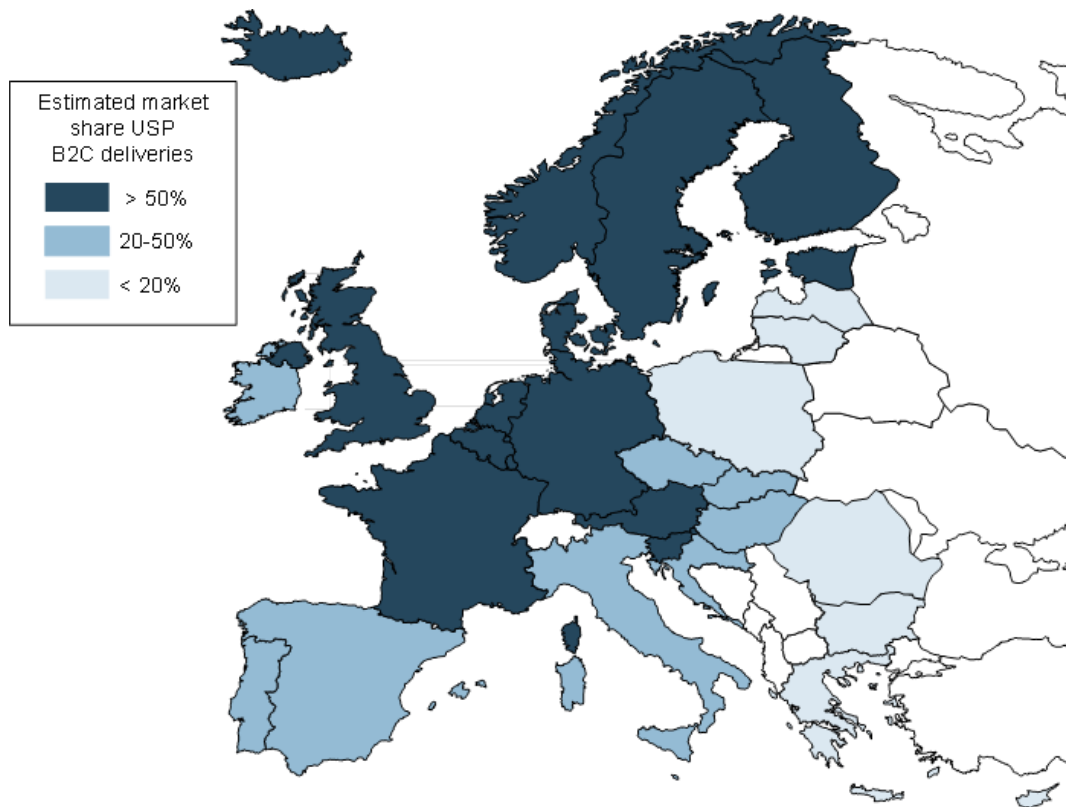 Estimated market
share USP
B2C deliveries
> 50%
20-50%
< 20%